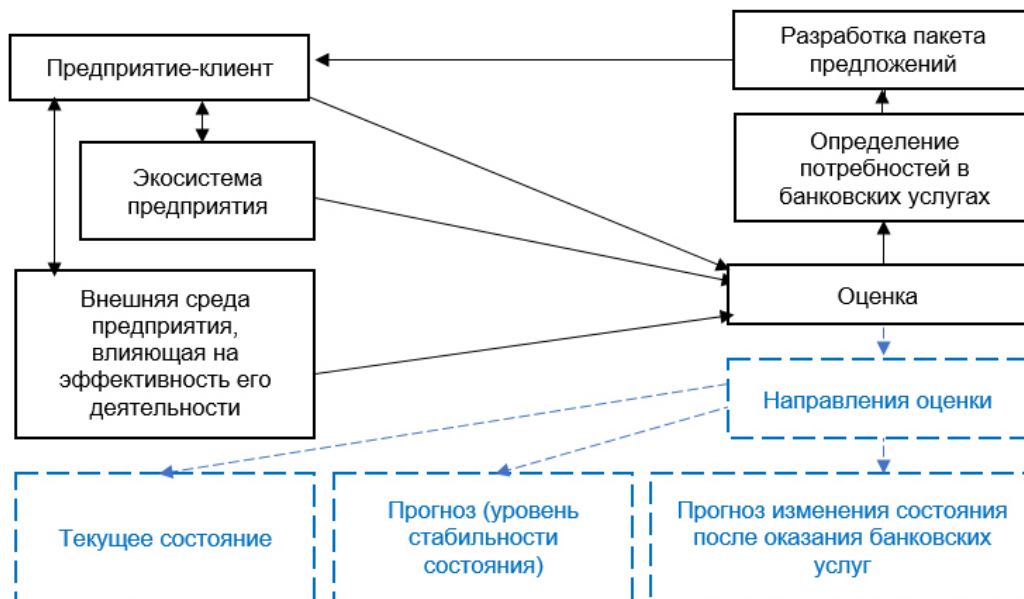 Предприятие-клиент
Разработка пакета
предложений
Экосистема
предприятия
Определение
потребностей в
банковских услугах
Внешняя среда
предприятия,
влияющая на
эффективность его
деятельности
Оценка
Направления оценки
Текущее состояние
Прогноз (уровень
стабильности
состояния)
Прогноз изменения состояния
после оказания банковских
услуг